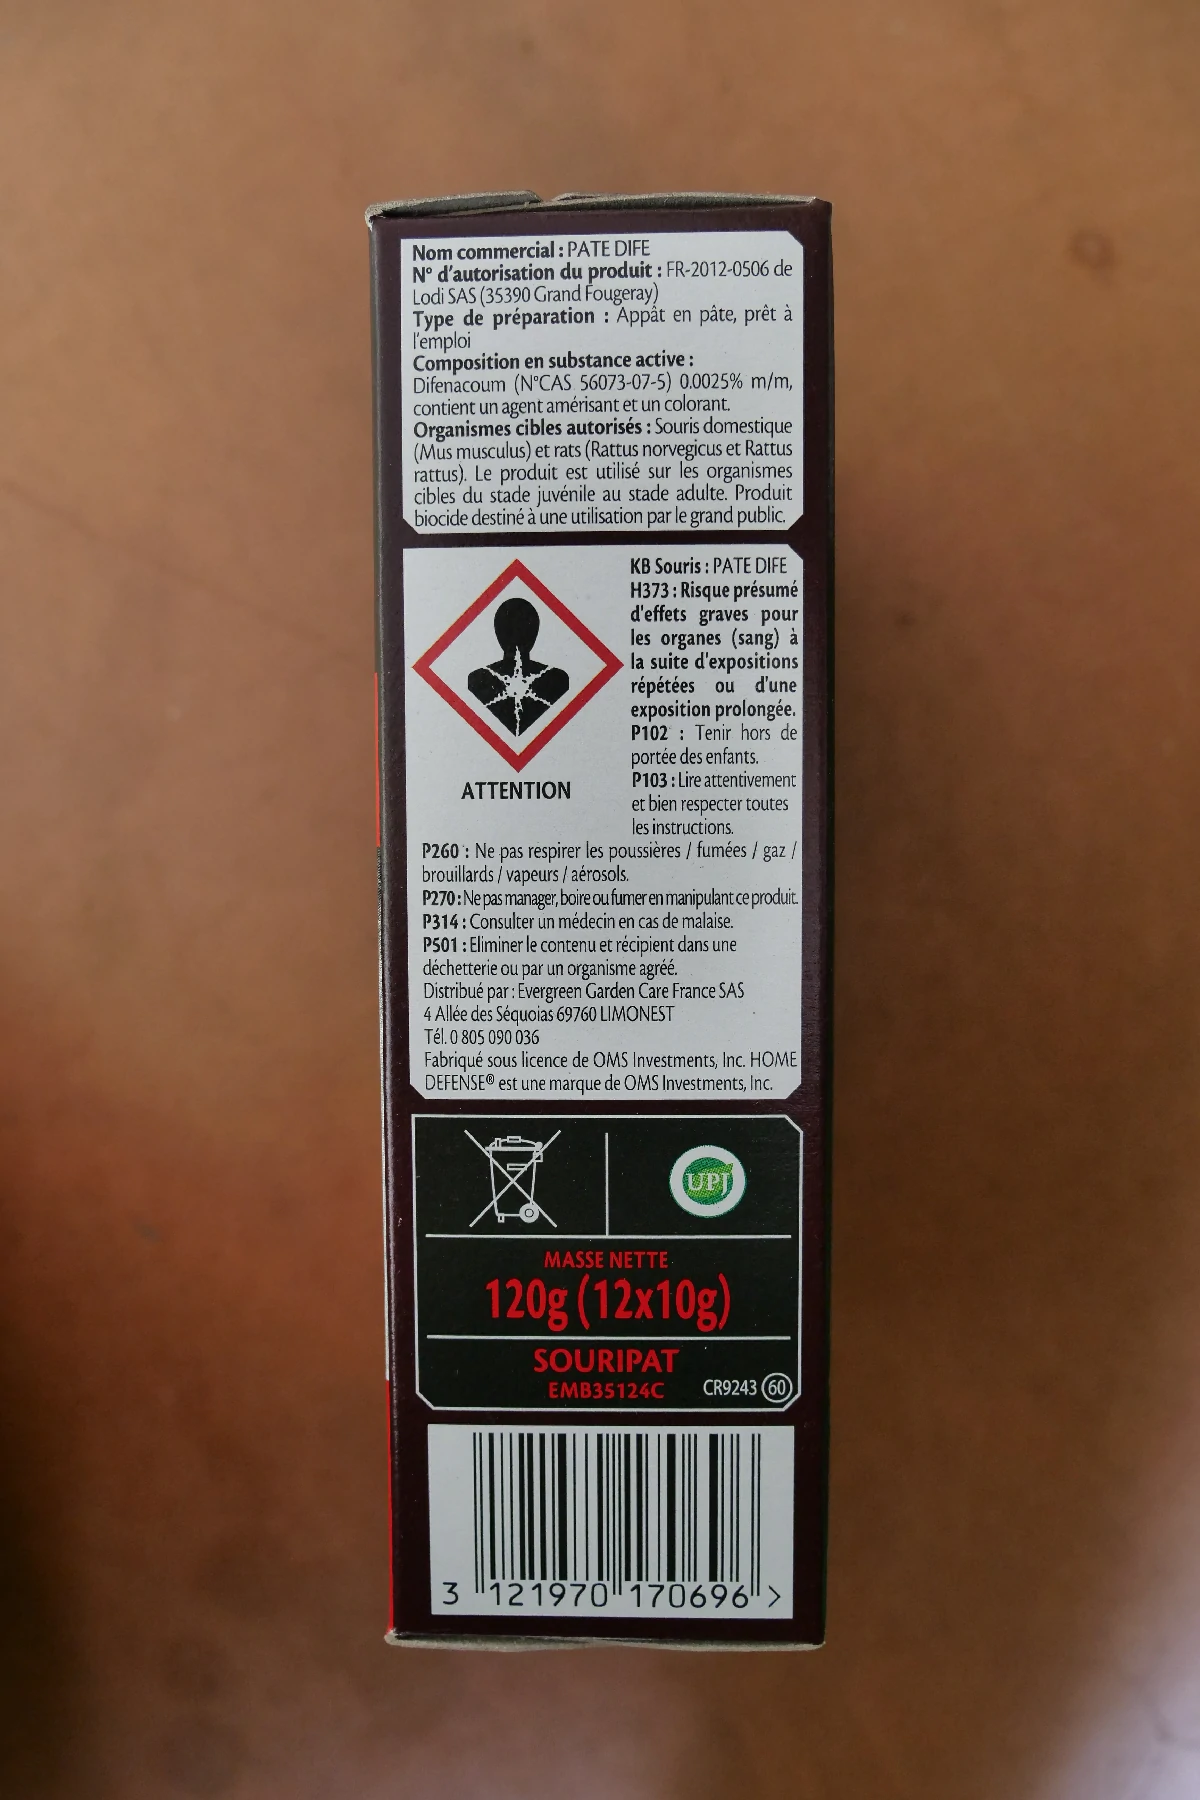 Nom commercial : PATE DIFE
N° d'autorisation du produit : FR-2012-0506 de
Lodi SAS (35390 Grand Fougeray)
Type de préparation : Appât en pâte, prêt à
l'emploi
Composition en substance active :
Difenacoum (N°CAS 56073-07-5) 0.0025% m/m,
contient un agent amérisant et un colorant.
Organismes cibles autorisés : Souris domestique
(Mus musculus) et rats (Rattus norvegicus et Rattus
rattus). Le produit est utilisé sur les organismes
cibles du stade juvénile au stade adulte. Produit
biocide destiné à une utilisation par le grand public.
KB Souris : PATE DIFE
H373 : Risque présumé
d'effets graves pour
les organes (sang) à
la suite d'expositions
répétées ou d'une
exposition prolongée.
P102 : Tenir hors de
portée des enfants.
P103 : Lire attentivement
et bien respecter toutes
les instructions.
ATTENTION
P260 : Ne pas respirer les poussières / fumées / gaz /
brouillards / vapeurs / aérosols.
P270 : Ne pas manager, boire ou fumer en manipulant ce produit.
P314 : Consulter un médecin en cas de malaise.
P501 : Eliminer le contenu et récipient dans une
déchetterie ou par un organisme agréé.
Distribué par : Evergreen Garden Care France SAS
4 Allée des Séquoias 69760 LIMONEST
Tél. 0 805 090 036
Fabriqué sous licence de OMS Investments, Inc. HOME
DEFENSE® est une marque de OMS Investments, Inc.
UPJ
MASSE NETTE
120g (12x10g)
SOURIPAT
EMB35124C CR9243 60
3 121970 170696 >